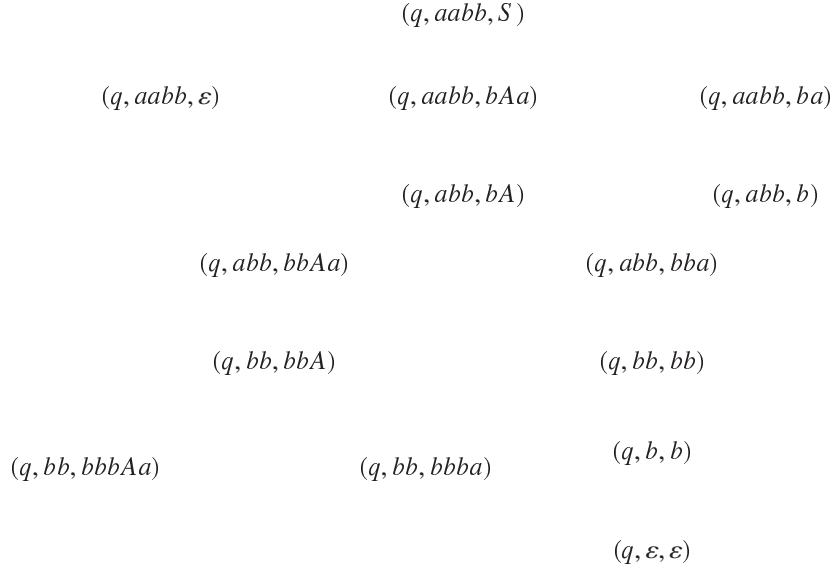 (q, aabb, S)
(q, aabb, ε) (q, aabb, bAa) (q, aabb, ba)
(q, abb, bA) (q, abb, b)
(q, abb, bbAa) (q, abb, bba)
(q, bb, bbA) (q, bb, bb)
(q, b, b)
(q, bb, bbbAa) (q, bb, bbba)
(q, ε, ε)